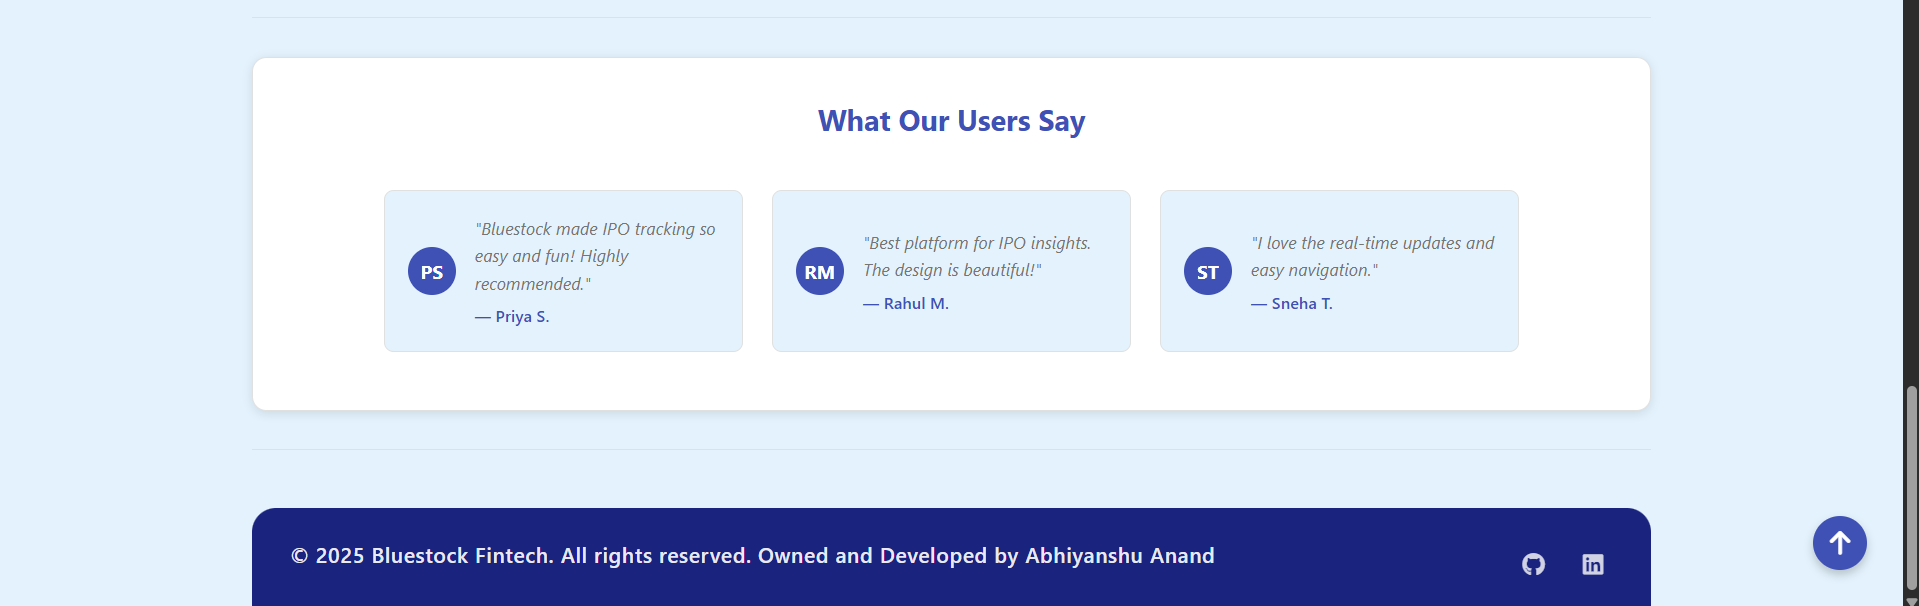 What Our Users Say
PS
"Bluestock made IPO tracking so
easy and fun! Highly
recommended."
— Priya S.
RM
"Best platform for IPO insights.
The design is beautiful!"
— Rahul M.
ST
"I love the real-time updates and
easy navigation."
— Sneha T.
© 2025 Bluestock Fintech. All rights reserved. Owned and Developed by Abhiyanshu Anand
in